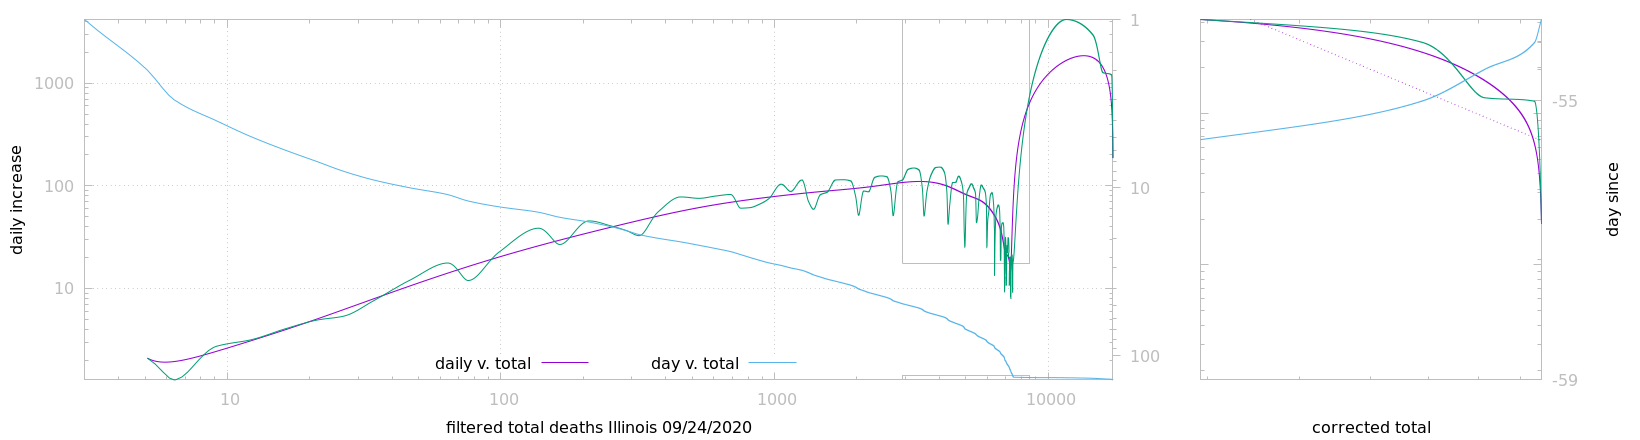 1
1000
-55
100
10
daily increase
day since
10
daily v. total
day v. total
100
-59
10
100
1000
10000
filtered total deaths Illinois 09/24/2020
corrected total